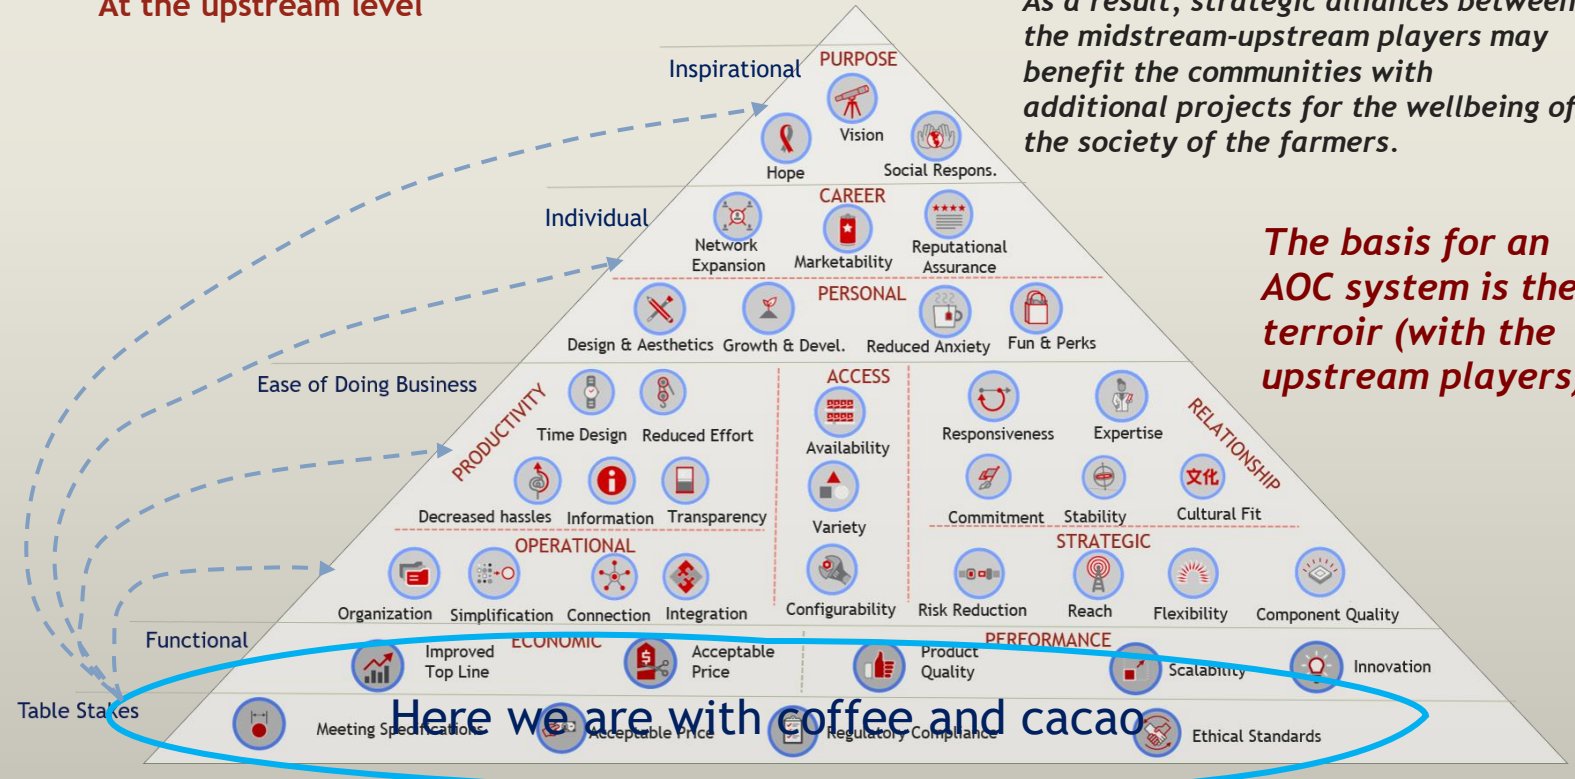 At the upstream level
As a result, strategic alliances between
the midstream-upstream players may
benefit the communities with
additional projects for the wellbeing of
the society of the farmers.
The basis for an
AOC system is the
terroir (with the
upstream players)
Inspirational
PURPOSE
Vision
Hope
Social Respons.
Individual
CAREER
Network
Expansion
Marketability
Reputational
Assurance
PERSONAL
Design & Aesthetics
Growth & Devel.
Reduced Anxiety
Fun & Perks
Ease of Doing Business
PRODUCTIVITY
Time Design
Reduced Effort
Decreased hassles
Information
Transparency
OPERATIONAL
Organization
Simplification
Connection
Integration
ACCESS
Availability
Variety
Configurability
RELATIONSHIP
Responsiveness
Expertise
Commitment
Stability
文化
Cultural Fit
STRATEGIC
Risk Reduction
Reach
Flexibility
Component Quality
Functional
ECONOMIC
Improved
Top Line
Acceptable
Price
PERFORMANCE
Product
Quality
Scalability
Innovation
Table Stakes
Here we are with coffee and cacao
Meeting Specifications
Acceptable Price
Regulatory Compliance
Ethical Standards